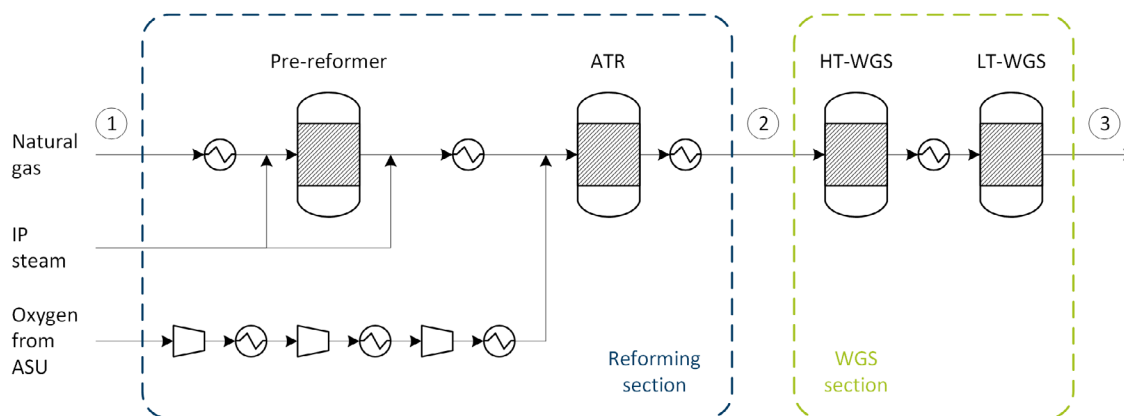 Pre-reformer
ATR
HT-WGS
LT-WGS
1
2
3
Natural
gas
IP
steam
Oxygen
from
ASU
Reforming
section
WGS
section